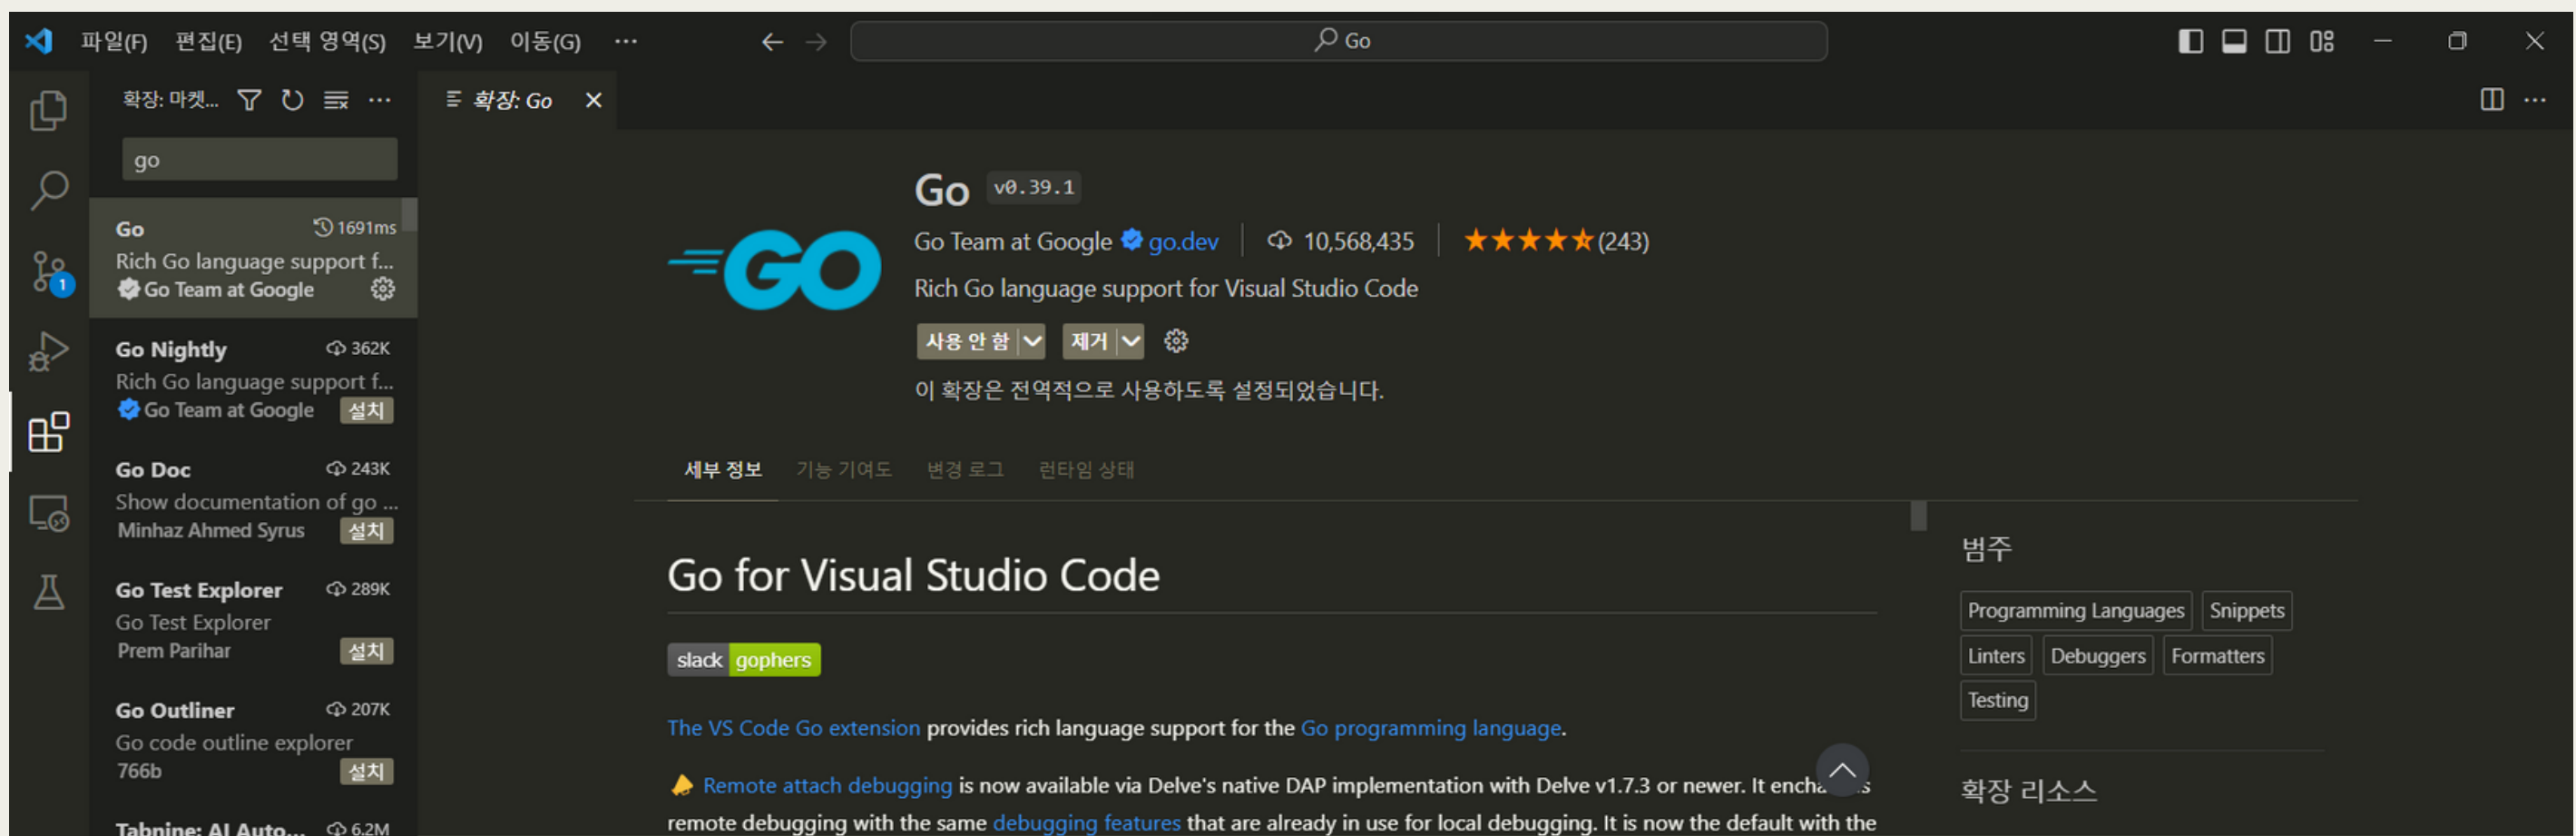 파일(F) 편집(E) 선택 영역(S) 보기(V) 이동(G) ··· Go
확장: 마켓... ···
go
Go 1691ms
Rich Go language support f...
Go Team at Google
Go Nightly 362K
Rich Go language support f...
Go Team at Google 설치
Go Doc 243K
Show documentation of go ...
Minhaz Ahmed Syrus 설치
Go Test Explorer 289K
Go Test Explorer
Prem Parihar 설치
Go Outliner 207K
Go code outline explorer
766b 설치
Tabnine: AI Auto... 6.2M
1
확장: Go
GO
Go v0.39.1
Go Team at Google go.dev 10,568,435 (243)
Rich Go language support for Visual Studio Code
사용 안 함 제거
이 확장은 전역적으로 사용하도록 설정되었습니다.
세부 정보 기능 기여도 변경 로그 런타임 상태
Go for Visual Studio Code
slack gophers
The VS Code Go extension provides rich language support for the Go programming language.
Remote attach debugging is now available via Delve's native DAP implementation with Delve v1.7.3 or newer. It
remote debugging with the same debugging features that are already in use for local debugging. It is now the default with the
범주
Programming Languages Snippets
Linters Debuggers Formatters
Testing
확장 리소스